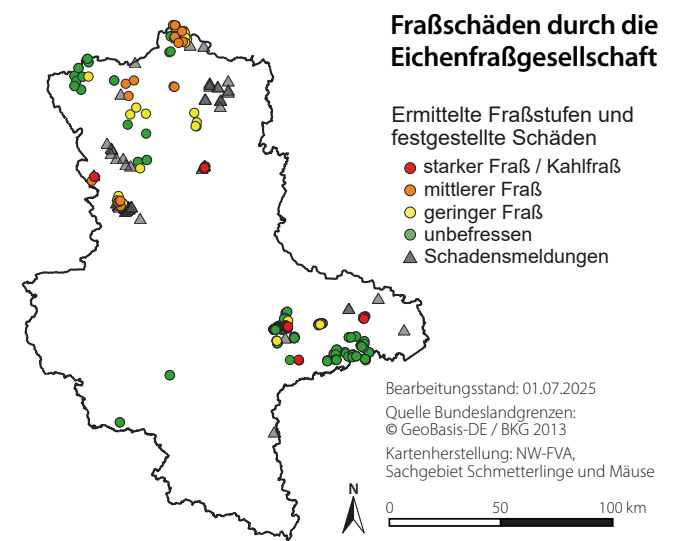 Fraßschäden durch die
Eichenfraßgesellschaft
Ermittelte Fraßstufen und
festgestellte Schäden
starker Fraß / Kahlfraß
mittlerer Fraß
geringer Fraß
unbefressen
Schadensmeldungen
Bearbeitungsstand: 01.07.2025
Quelle Bundeslandgrenzen:
© GeoBasis-DE / BKG 2013
Kartenherstellung: NW-FVA,
Sachgebiet Schmetterlinge und Mäuse
N
0 50 100 km